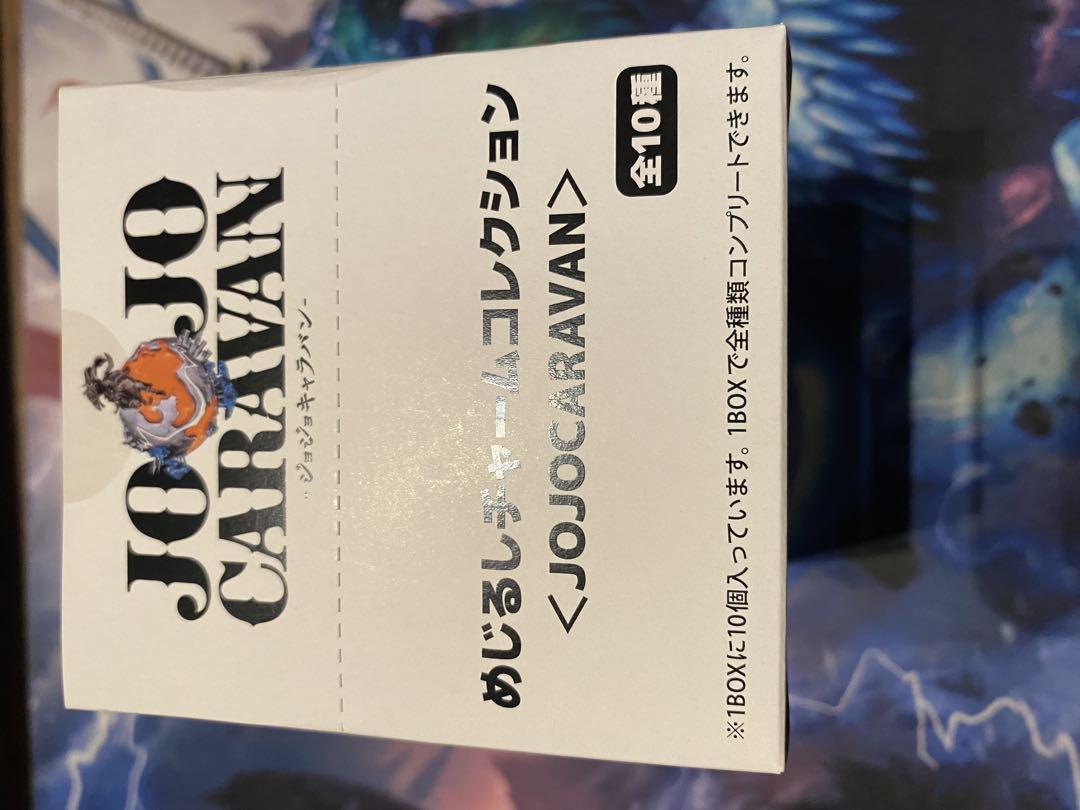 JOJO
CARAVAN
-ジョジョキャラバン-
めじるしチャームコレクション
<JOJOCARAVAN>
全10種
※1BOXに10個入っています。1BOXで全種類コンプリートできます。